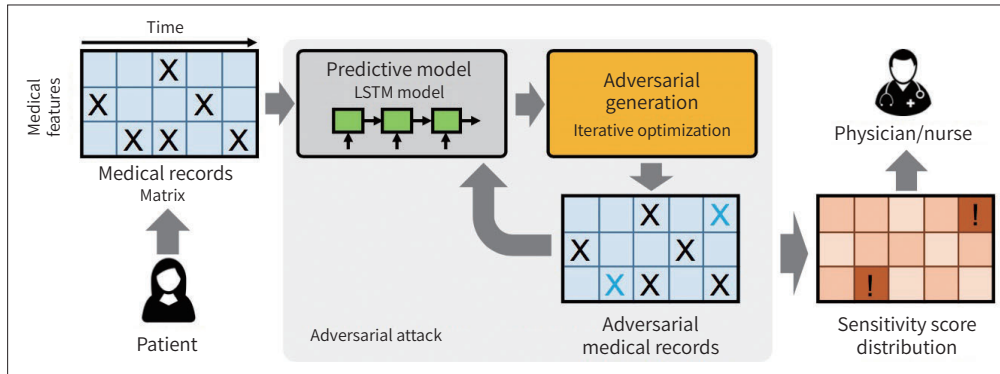 Time
Medical
features
X
X X
X X X
Medical records
Matrix
Patient
Predictive model
LSTM model
Adversarial
generation
Iterative optimization
X X
X X
X X X
Adversarial
medical records
Adversarial attack
Physician/nurse
!
!
Sensitivity score
distribution